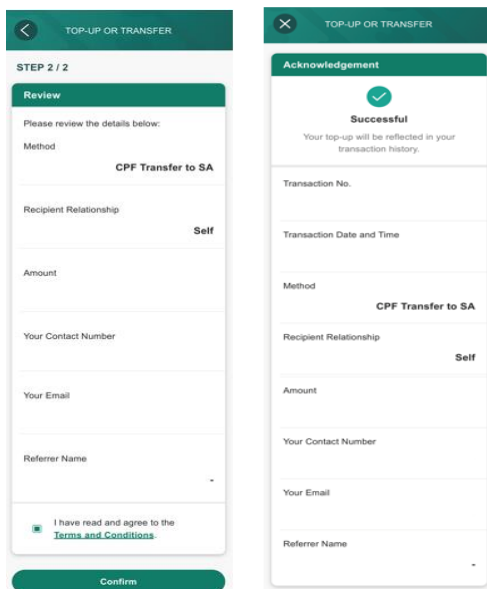 TOP-UP OR TRANSFER
STEP 2 / 2
Review
Please review the details below:
Method
CPF Transfer to SA
Recipient Relationship
Self
Amount
Your Contact Number
Your Email
Referrer Name
-
I have read and agree to the
Terms and Conditions.
Confirm
TOP-UP OR TRANSFER
Acknowledgement
Successful
Your top-up will be reflected in your
transaction history.
Transaction No.
Transaction Date and Time
Method
CPF Transfer to SA
Recipient Relationship
Self
Amount
Your Contact Number
Your Email
Referrer Name
-